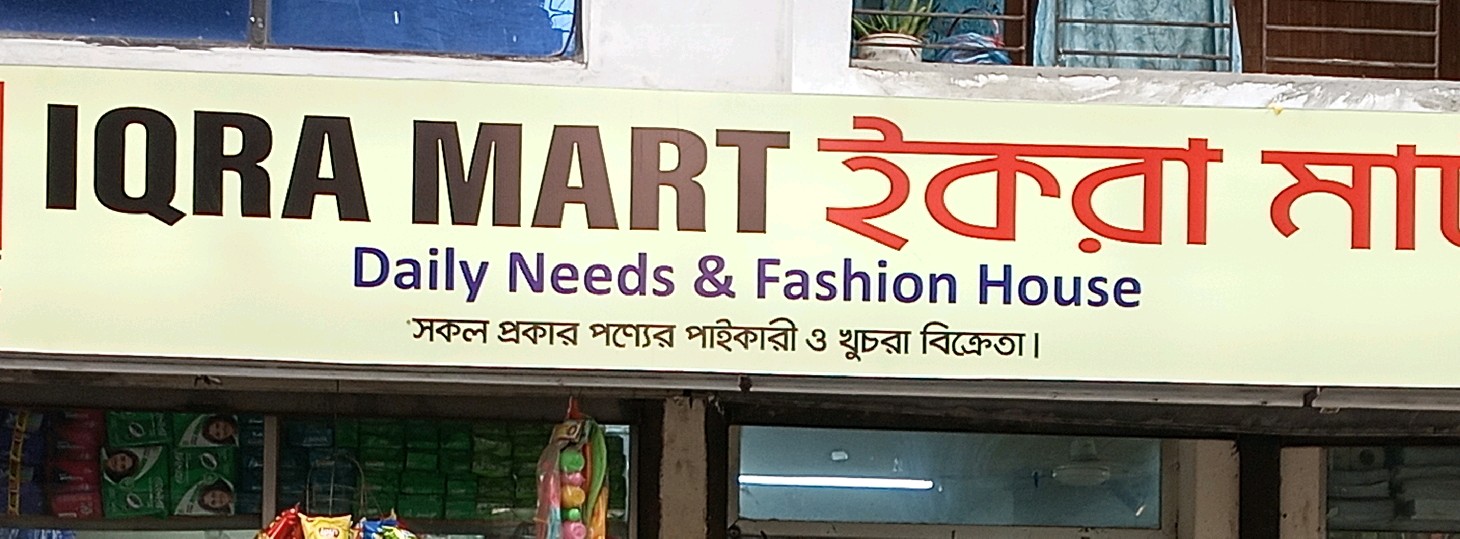 IQRA MART ইকরা
Daily Needs & Fashion House
সকল প্রকার পণ্যের পাইকারী ও খুচরা বিক্রেতা।